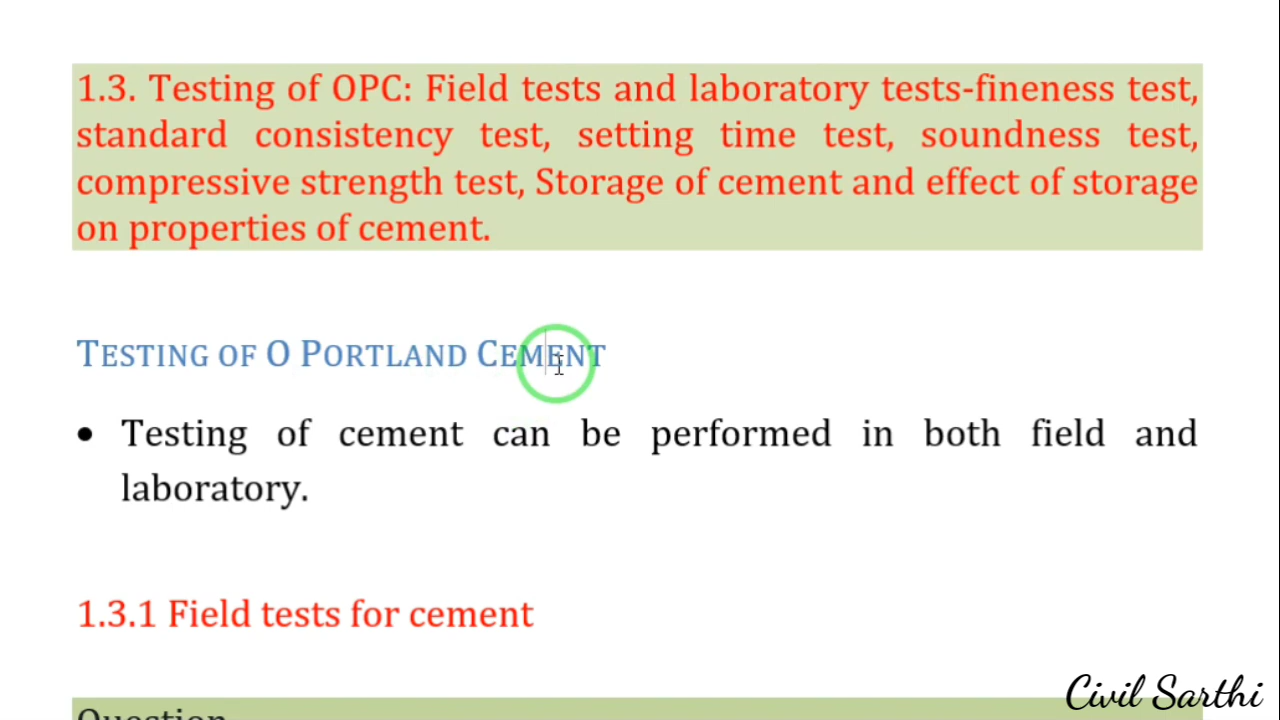 1.3. Testing of OPC: Field tests and laboratory tests-fineness test,
standard consistency test, setting time test, soundness test,
compressive strength test, Storage of cement and effect of storage
on properties of cement.
TESTING OF O PORTLAND CEMENT
• Testing of cement can be performed in both field and
laboratory.
1.3.1 Field tests for cement
Question
Civil Sarthi